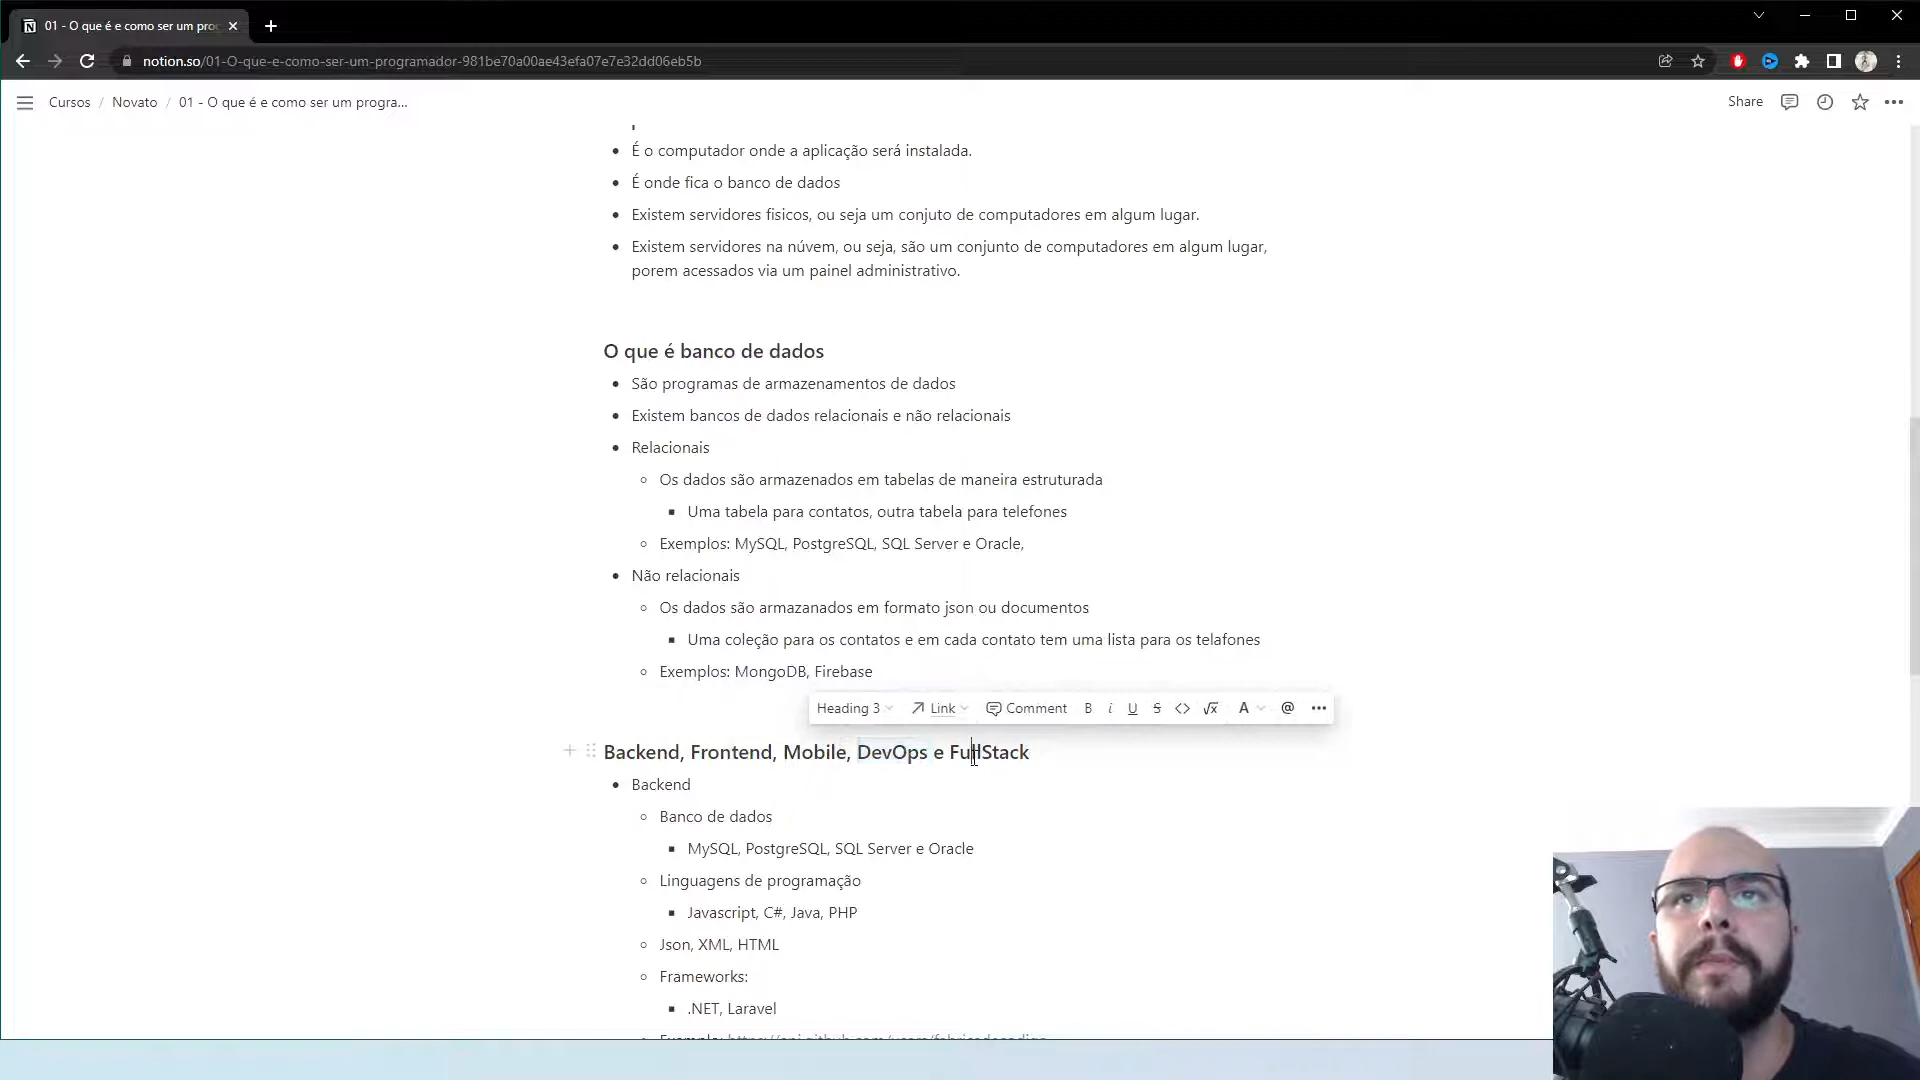 01 - O que é e como ser um pro
notion.so/01-O-que-e-como-ser-um-programador-981be70a00ae43efa07e7e32dd06eb5b
Cursos / Novato / 01 - O que é e como ser um progra...
Share
É o computador onde a aplicação será instalada.
É onde fica o banco de dados
Existem servidores fisicos, ou seja um conjuto de computadores em algum lugar.
Existem servidores na núvem, ou seja, são um conjunto de computadores em algum lugar,
porem acessados via um painel administrativo.
O que é banco de dados
São programas de armazenamentos de dados
Existem bancos de dados relacionais e não relacionais
Relacionais
Os dados são armazenados em tabelas de maneira estruturada
Uma tabela para contatos, outra tabela para telefones
Exemplos: MySQL, PostgreSQL, SQL Server e Oracle,
Não relacionais
Os dados são armazanados em formato json ou documentos
Uma coleção para os contatos e em cada contato tem uma lista para os telafones
Exemplos: MongoDB, Firebase
Heading 3 Link Comment B i U S <> √x A @ •••
Backend, Frontend, Mobile, DevOps e FullStack
Backend
Banco de dados
MySQL, PostgreSQL, SQL Server e Oracle
Linguagens de programação
Javascript, C#, Java, PHP
Json, XML, HTML
Frameworks:
.NET, Laravel
Exemplo: https://api.github.com/users/fabricadecodigo